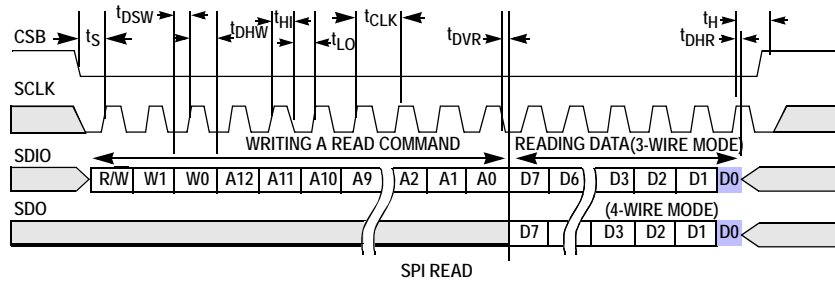 tDSW tHI tCLK tH
CSB tS tDHW tLO tDVR tDHR
SCLK
WRITING A READ COMMAND READING DATA (3-WIRE MODE)
SDIO R/W W1 W0 A12 A11 A10 A9 A2 A1 A0 D7 D6 D3 D2 D1 D0
SDO (4-WIRE MODE)
D7 D3 D2 D1 D0
SPI READ